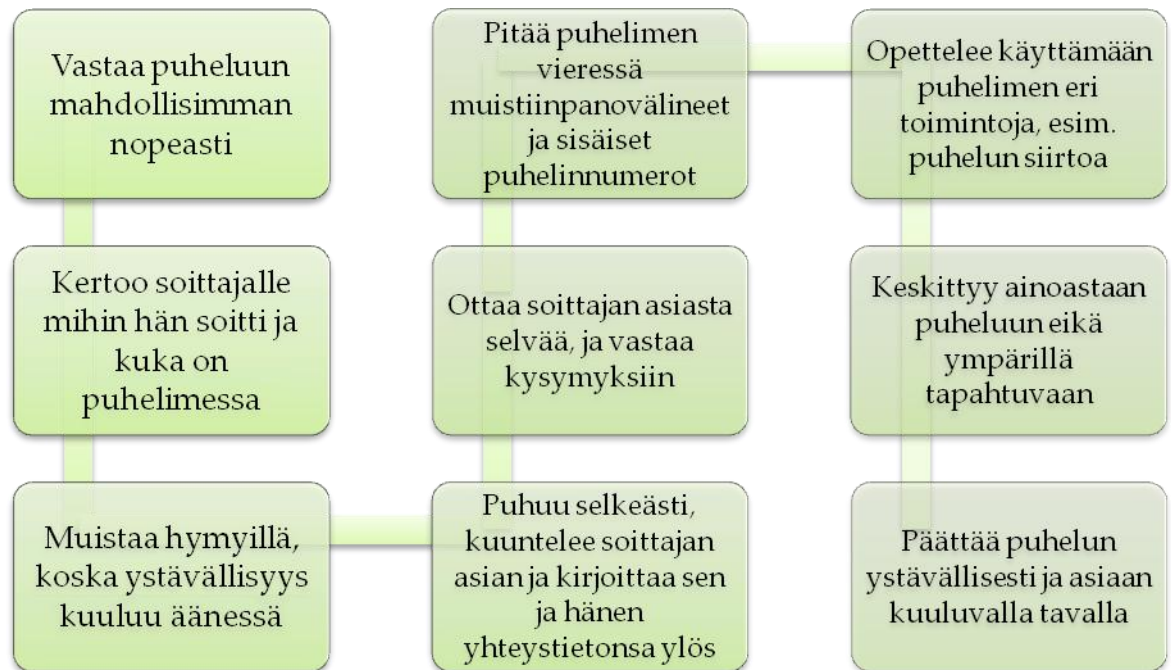 Vastaa puheluun
mahdollisimman
nopeasti
Kertoo soittajalle
mihin hän soitti ja
kuka on
puhelimessa
Muistaa hymyillä,
koska ystävällisyys
kuuluu äänessä
Puhuu selkeästi,
kuuntelee soittajan
asian ja kirjoittaa sen
ja hänen
yhteystietonsa ylös
Ottaa soittajan asiasta
selvää, ja vastaa
kysymyksiin
Pitää puhelimen
vieressä
muistiinpanovälineet
ja sisäiset
puhelinnumerot
Opettelee käyttämään
puhelimen eri
toimintoja, esim.
puhelun siirtoa
Keskittyy ainoastaan
puheluun eikä
ympärillä
tapahtuvaan
Päättää puhelun
ystävällisesti ja asiaan
kuuluvalla tavalla